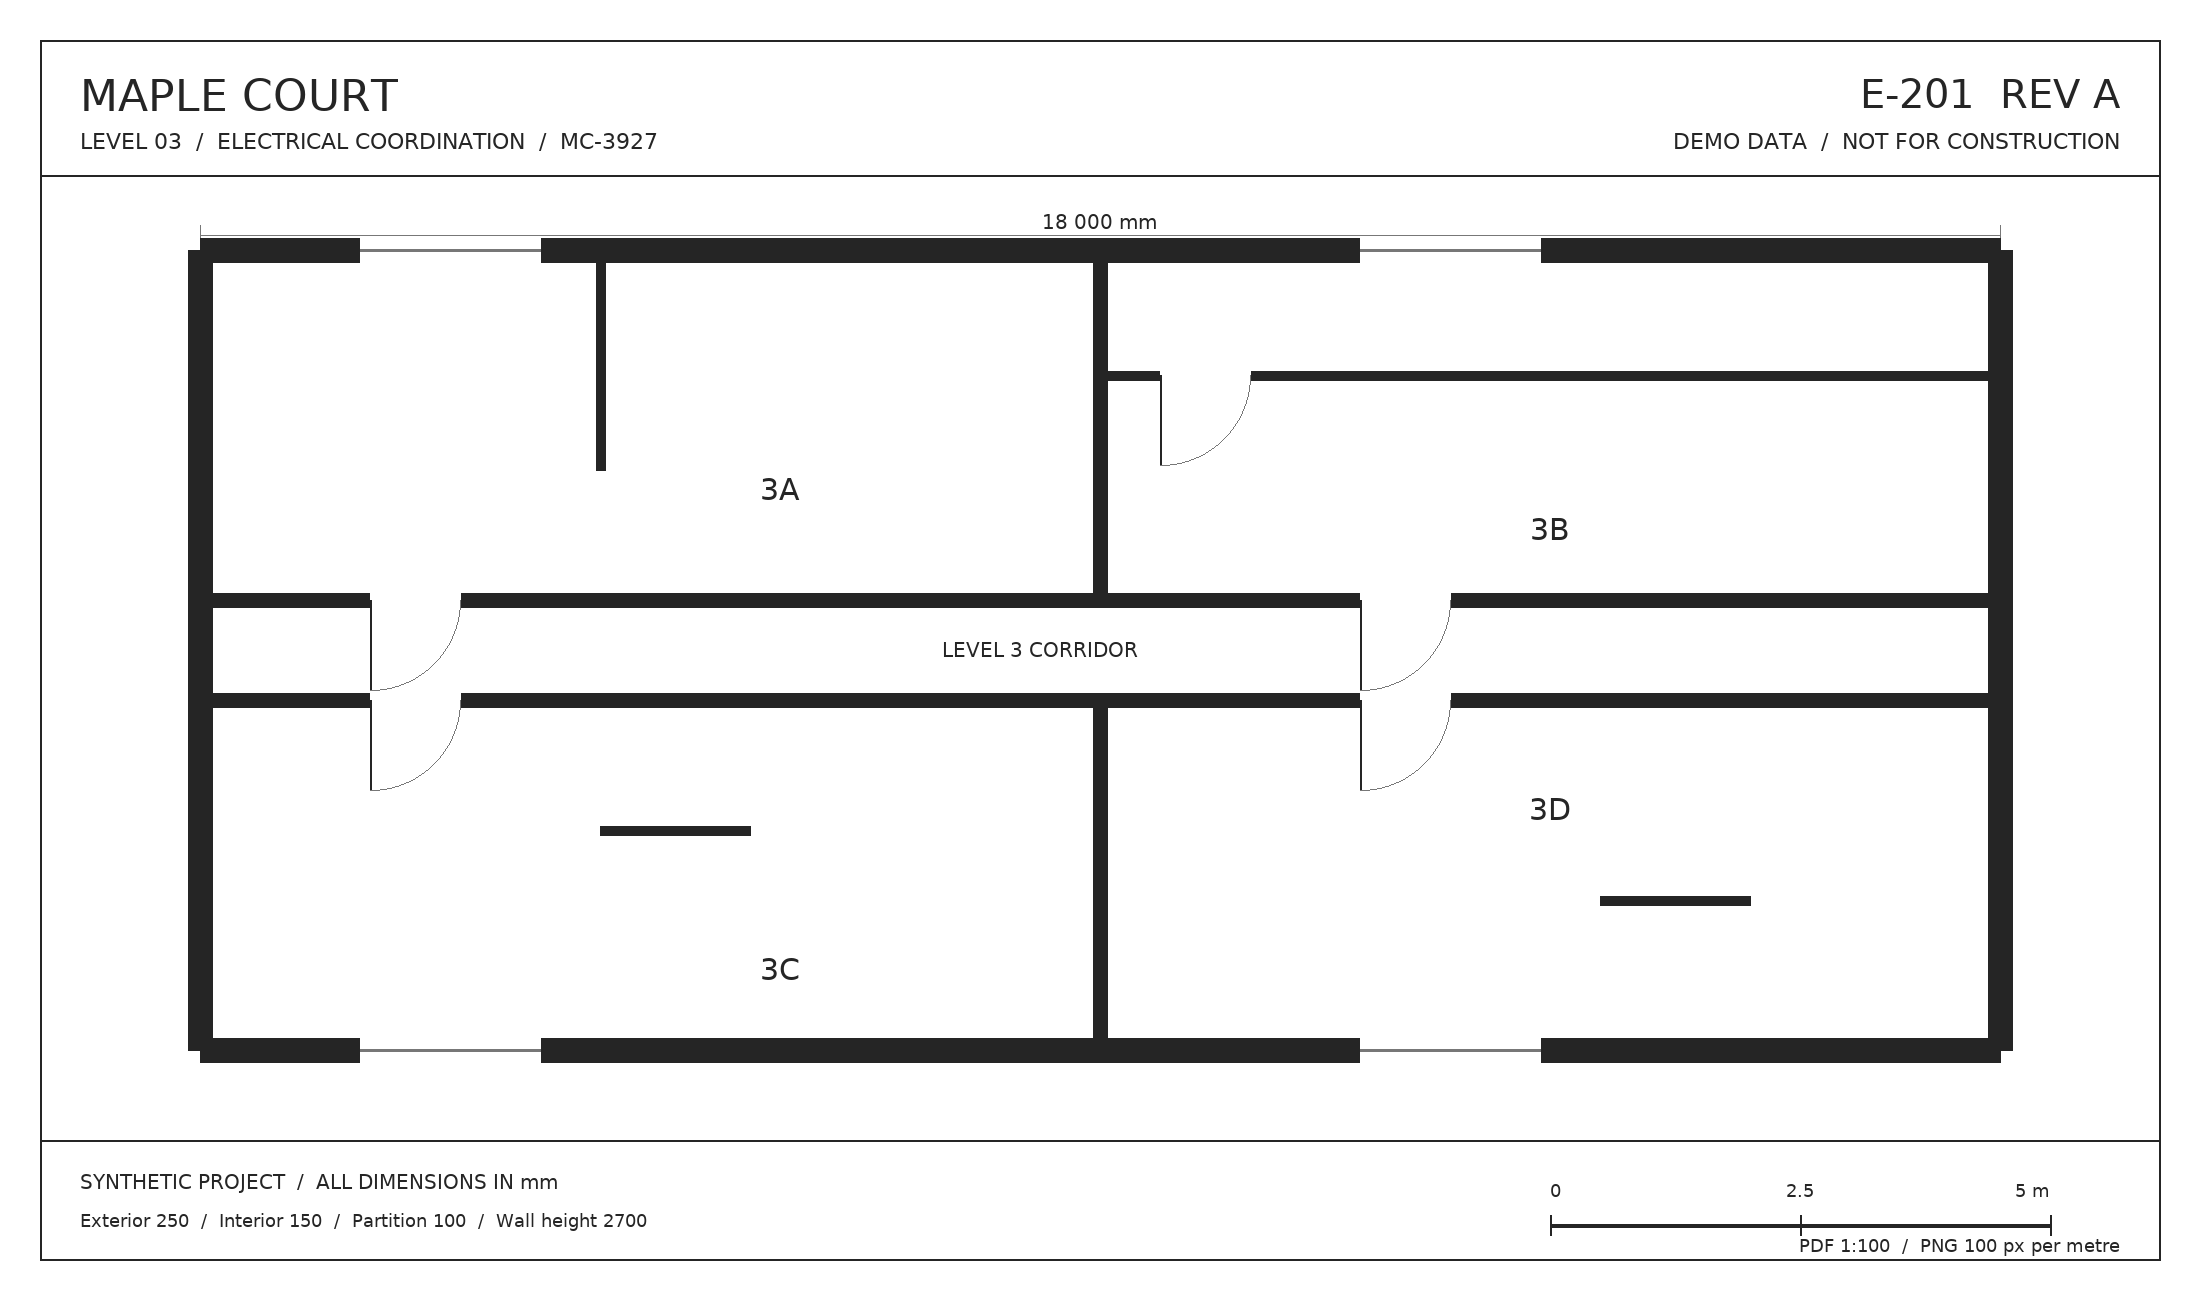 MAPLE COURT
E-201 REV A
LEVEL 03 / ELECTRICAL COORDINATION / MC-3927
DEMO DATA / NOT FOR CONSTRUCTION
18 000 mm
3A
3B
LEVEL 3 CORRIDOR
3D
3C
SYNTHETIC PROJECT / ALL DIMENSIONS IN mm
0 2.5 5 m
Exterior 250 / Interior 150 / Partition 100 / Wall height 2700
PDF 1:100 / PNG 100 px per metre